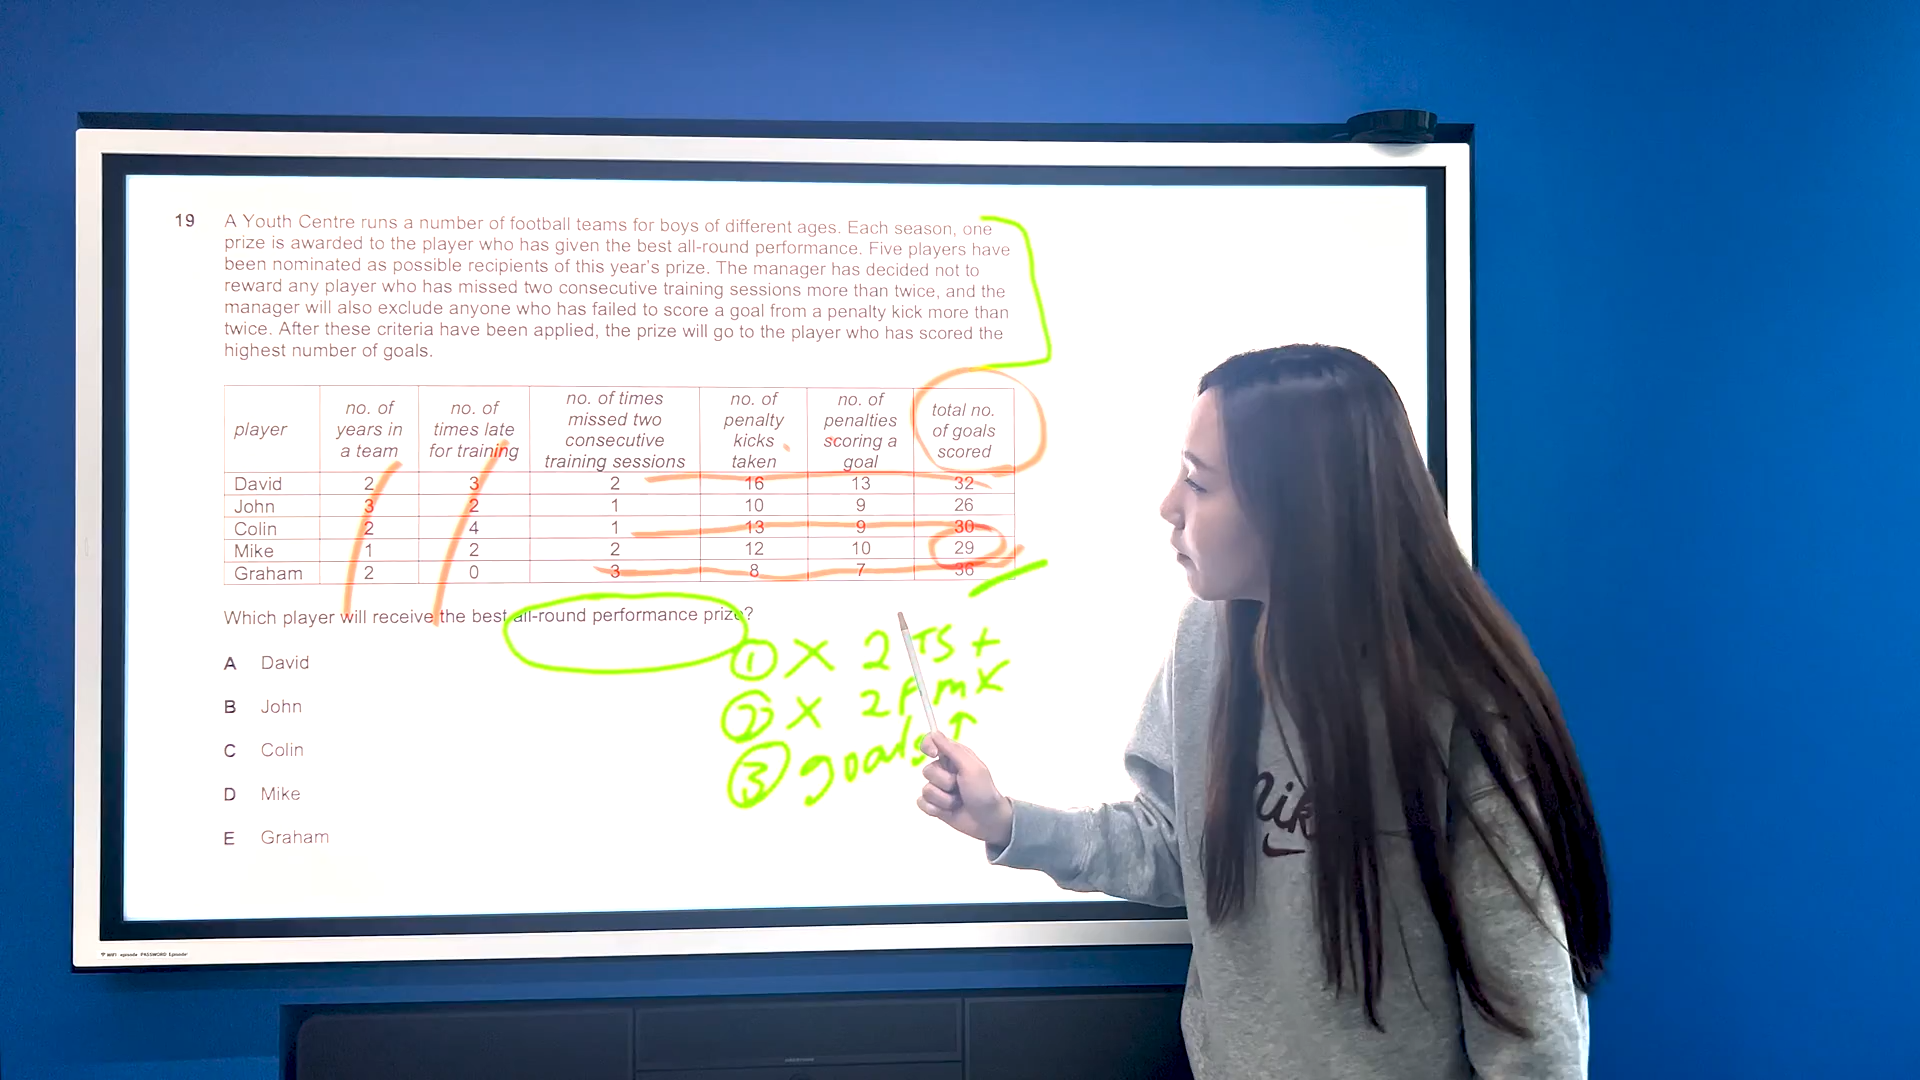 19 A Youth Centre runs a number of football teams for boys of different ages. Each season, one
prize is awarded to the player who has given the best all-round performance. Five players have
been nominated as possible recipients of this year's prize. The manager has decided not to
reward any player who has missed two consecutive training sessions more than twice, and the
manager will also exclude anyone who has failed to score a goal from a penalty kick more than
twice. After these criteria have been applied, the prize will go to the player who has scored the
highest number of goals.
player no. of years in a team no. of times late for training no. of times missed two consecutive training sessions no. of penalty kicks taken no. of penalties scoring a goal total no. of goals scored
David 2 3 2 16 13 32
John 3 2 1 10 9 26
Colin 2 4 1 13 9 30
Mike 1 2 2 12 10 29
Graham 2 0 3 8 7 36
Which player will receive the best all-round performance prize?
A David
B John
C Colin
D Mike
E Graham
① X 2 TS +
② X 2 F m K
③ goals ↑